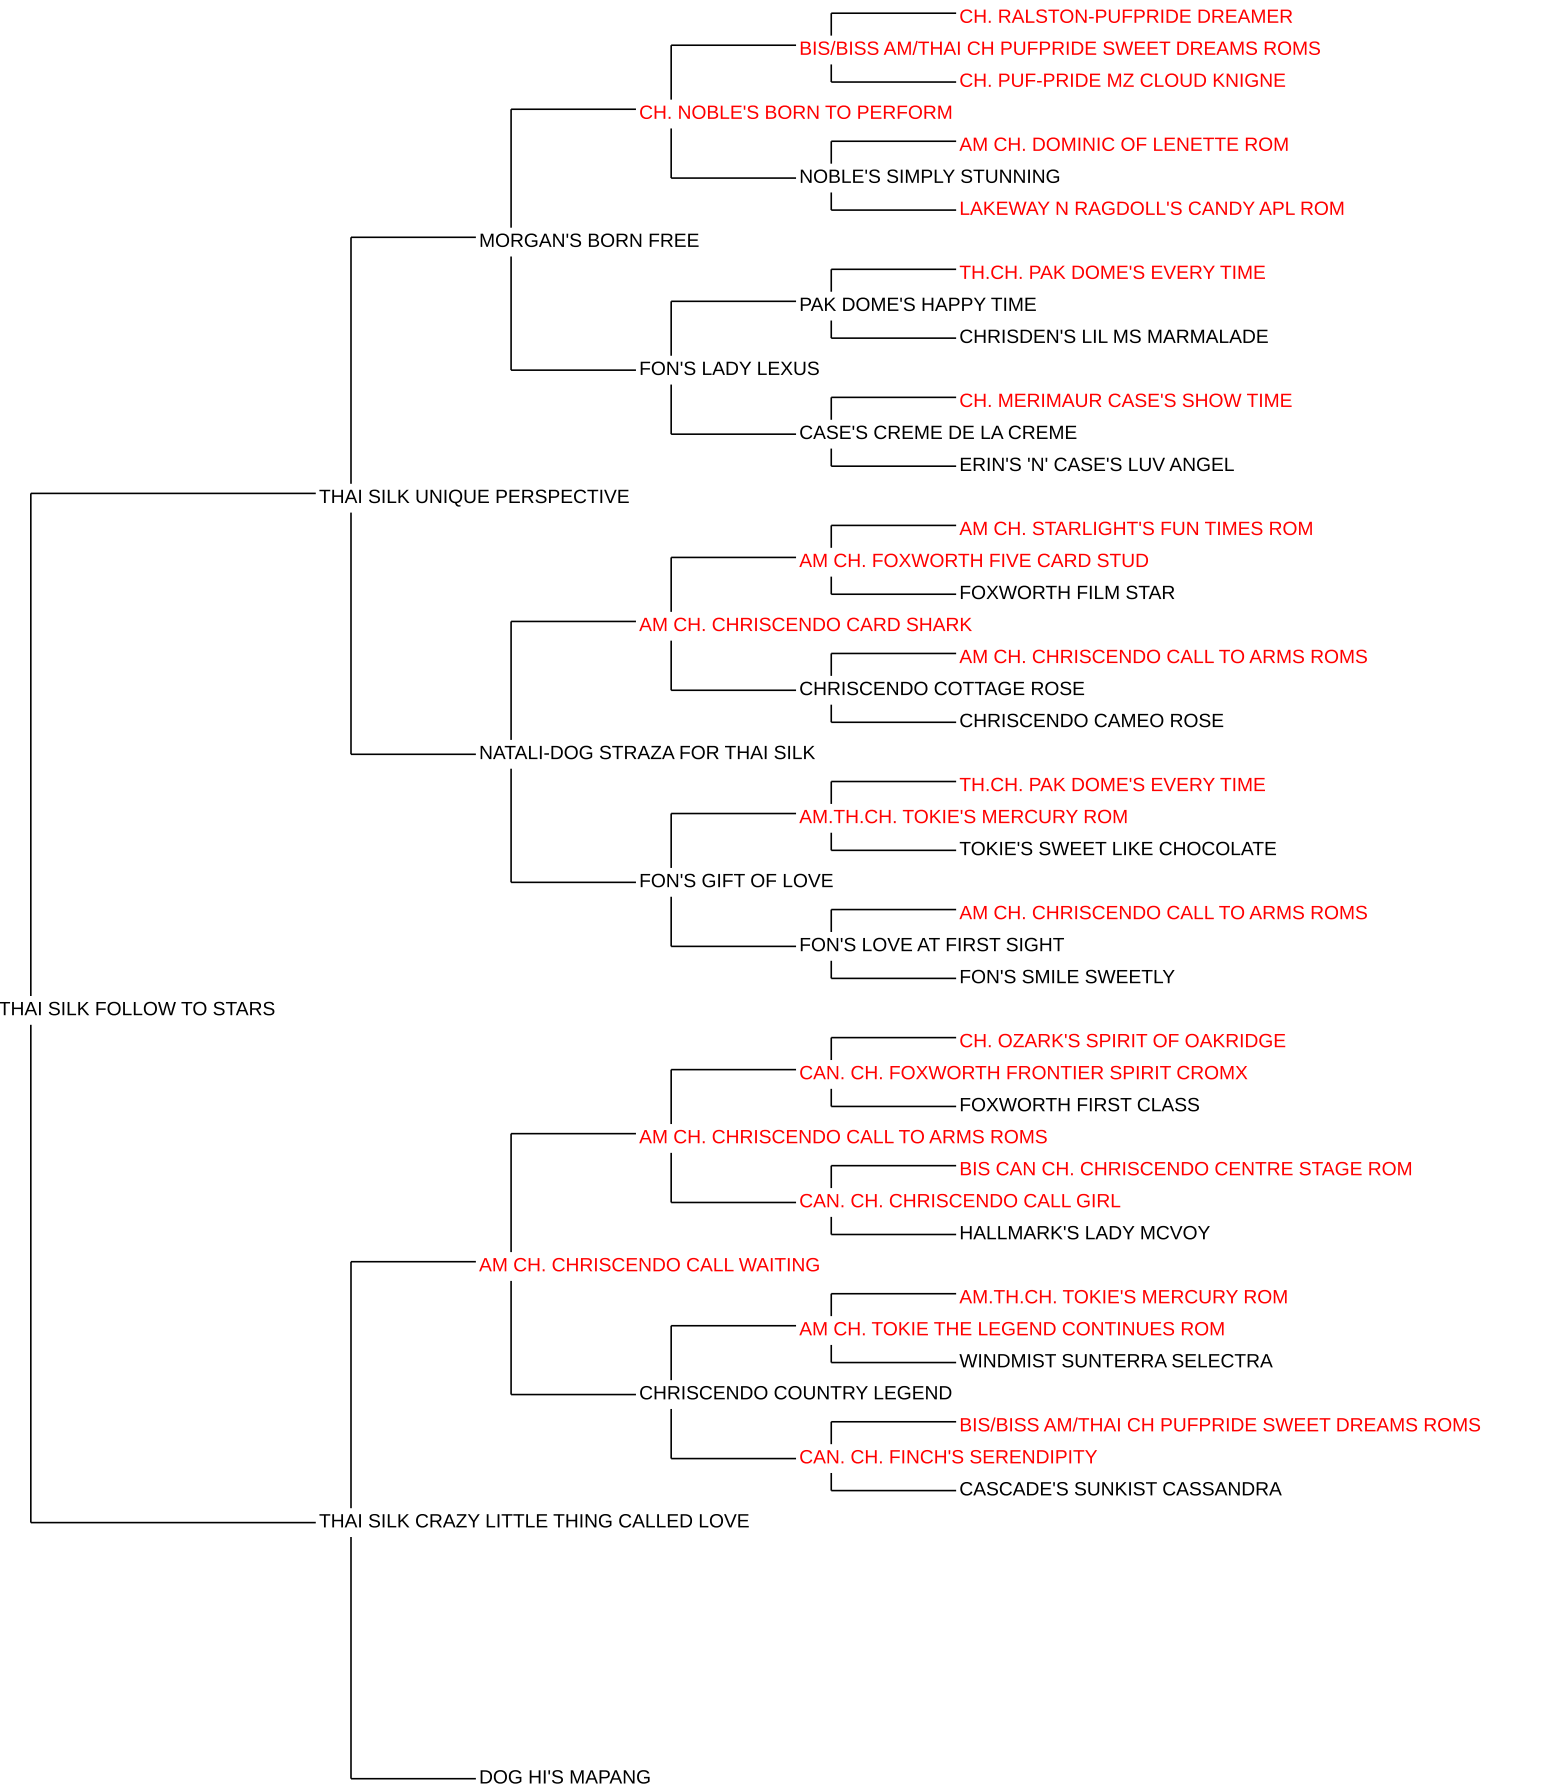 CH. RALSTON-PUFPRIDE DREAMER
BIS/BISS AM/THAI CH PUFPRIDE SWEET DREAMS ROMS
CH. PUF-PRIDE MZ CLOUD KNIGNE
CH. NOBLE'S BORN TO PERFORM
AM CH. DOMINIC OF LENETTE ROM
NOBLE'S SIMPLY STUNNING
LAKEWAY N RAGDOLL'S CANDY APL ROM
MORGAN'S BORN FREE
TH.CH. PAK DOME'S EVERY TIME
PAK DOME'S HAPPY TIME
CHRISDEN'S LIL MS MARMALADE
FON'S LADY LEXUS
CH. MERIMAUR CASE'S SHOW TIME
CASE'S CREME DE LA CREME
ERIN'S 'N' CASE'S LUV ANGEL
THAI SILK UNIQUE PERSPECTIVE
AM CH. STARLIGHT'S FUN TIMES ROM
AM CH. FOXWORTH FIVE CARD STUD
FOXWORTH FILM STAR
AM CH. CHRISCENDO CARD SHARK
AM CH. CHRISCENDO CALL TO ARMS ROMS
CHRISCENDO COTTAGE ROSE
CHRISCENDO CAMEO ROSE
NATALI-DOG STRAZA FOR THAI SILK
TH.CH. PAK DOME'S EVERY TIME
AM.TH.CH. TOKIE'S MERCURY ROM
TOKIE'S SWEET LIKE CHOCOLATE
FON'S GIFT OF LOVE
AM CH. CHRISCENDO CALL TO ARMS ROMS
FON'S LOVE AT FIRST SIGHT
FON'S SMILE SWEETLY
THAI SILK FOLLOW TO STARS
CH. OZARK'S SPIRIT OF OAKRIDGE
CAN. CH. FOXWORTH FRONTIER SPIRIT CROMX
FOXWORTH FIRST CLASS
AM CH. CHRISCENDO CALL TO ARMS ROMS
BIS CAN CH. CHRISCENDO CENTRE STAGE ROM
CAN. CH. CHRISCENDO CALL GIRL
HALLMARK'S LADY MCVOY
AM CH. CHRISCENDO CALL WAITING
AM.TH.CH. TOKIE'S MERCURY ROM
AM CH. TOKIE THE LEGEND CONTINUES ROM
WINDMIST SUNTERRA SELECTRA
CHRISCENDO COUNTRY LEGEND
BIS/BISS AM/THAI CH PUFPRIDE SWEET DREAMS ROMS
CAN. CH. FINCH'S SERENDIPITY
CASCADE'S SUNKIST CASSANDRA
THAI SILK CRAZY LITTLE THING CALLED LOVE
DOG HI'S MAPANG